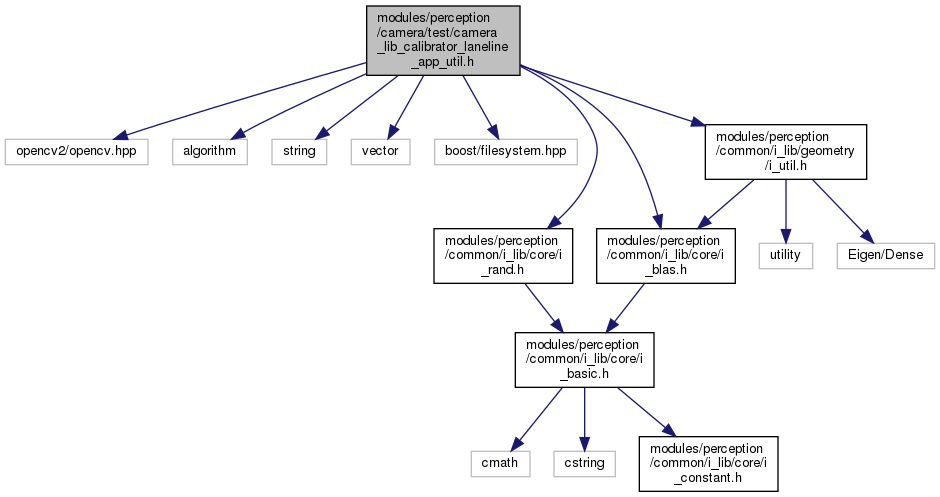 modules/perception
/camera/test/camera
_lib_calibrator_laneline
_app_util.h
opencv2/opencv.hpp
algorithm
string
vector
boost/filesystem.hpp
modules/perception
/common/i_lib/geometry
/i_util.h
modules/perception
/common/i_lib/core/i
_rand.h
modules/perception
/common/i_lib/core/i
_blas.h
utility
Eigen/Dense
modules/perception
/common/i_lib/core/i
_basic.h
cmath
cstring
modules/perception
/common/i_lib/core/i
_constant.h